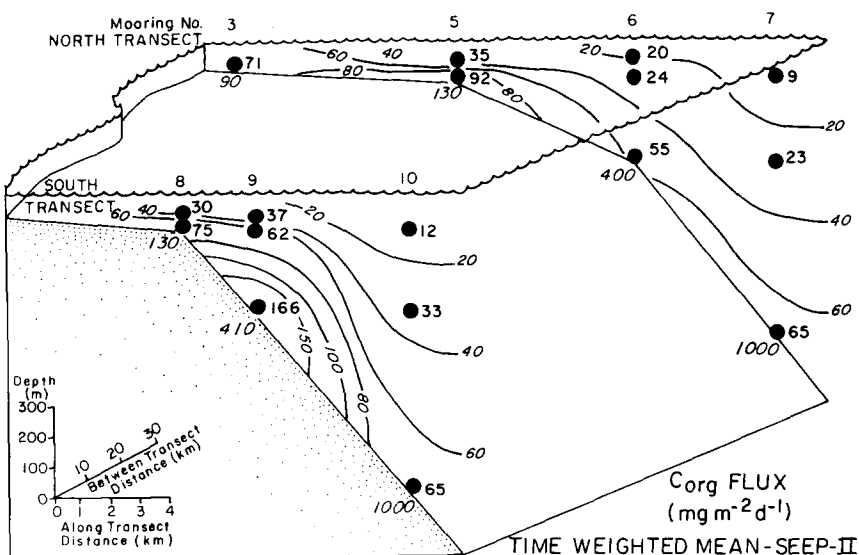 Mooring No. 3 5 6 7
NORTH TRANSECT
60 40 35 20 20
71 80 92 24 9
90 130 80 20
55 23
400
40
8 9 10
SOUTH
TRANSECT
60 40 30 37 20
12
130 75 62 20
33
166 60
410 150 100 40
65
1000
80
60
65
1000
Depth
(m)
300
200
100
0
10 20 30
Between Transect
Distance (km)
0 1 2 3 4
Along Transect
Distance (km)
Corg FLUX
(mg m⁻² d⁻¹)
TIME WEIGHTED MEAN-SEEP-II